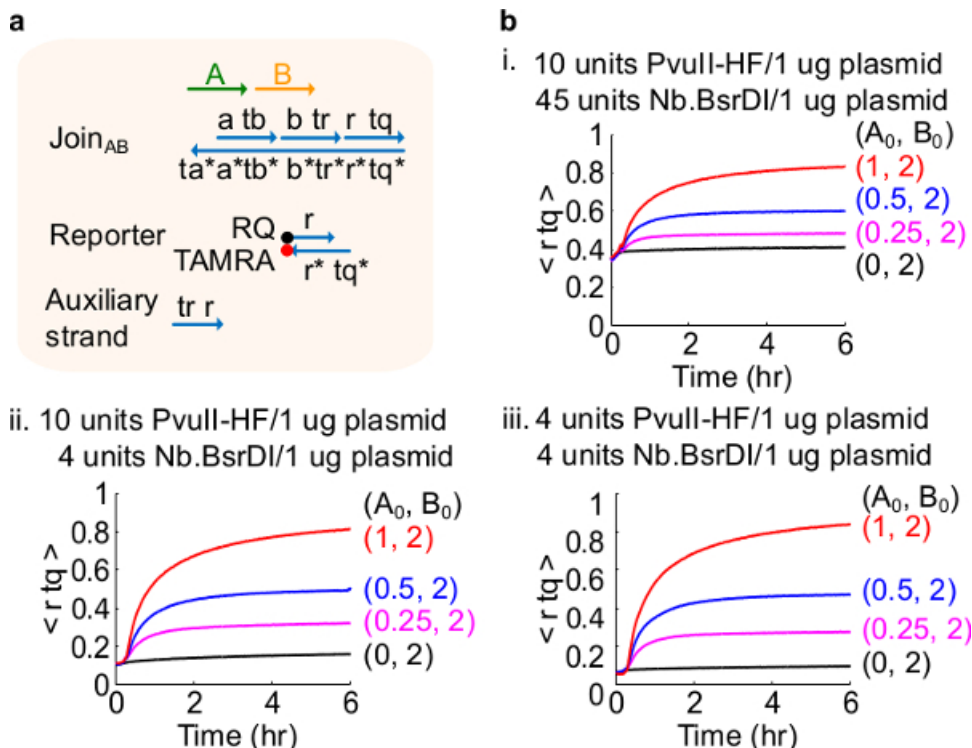 a
A B
a tb b tr r tq
Join_AB
ta* a* tb* b* tr* r* tq*
RQ r
Reporter
TAMRA r* tq*
Auxiliary tr r
strand
b
i. 10 units PvuII-HF/1 ug plasmid
45 units Nb.BsrDI/1 ug plasmid
1
(A₀, B₀)
0.8
(1, 2)
0.6
(0.5, 2)
0.4
(0.25, 2)
0.2
(0, 2)
0
< r tq >
0 2 4 6
Time (hr)
ii. 10 units PvuII-HF/1 ug plasmid
4 units Nb.BsrDI/1 ug plasmid
1
(A₀, B₀)
0.8
(1, 2)
0.6
(0.5, 2)
0.4
(0.25, 2)
0.2
(0, 2)
0
< r tq >
0 2 4 6
Time (hr)
iii. 4 units PvuII-HF/1 ug plasmid
4 units Nb.BsrDI/1 ug plasmid
1
(A₀, B₀)
0.8
(1, 2)
0.6
(0.5, 2)
0.4
(0.25, 2)
0.2
(0, 2)
0
< r tq >
0 2 4 6
Time (hr)